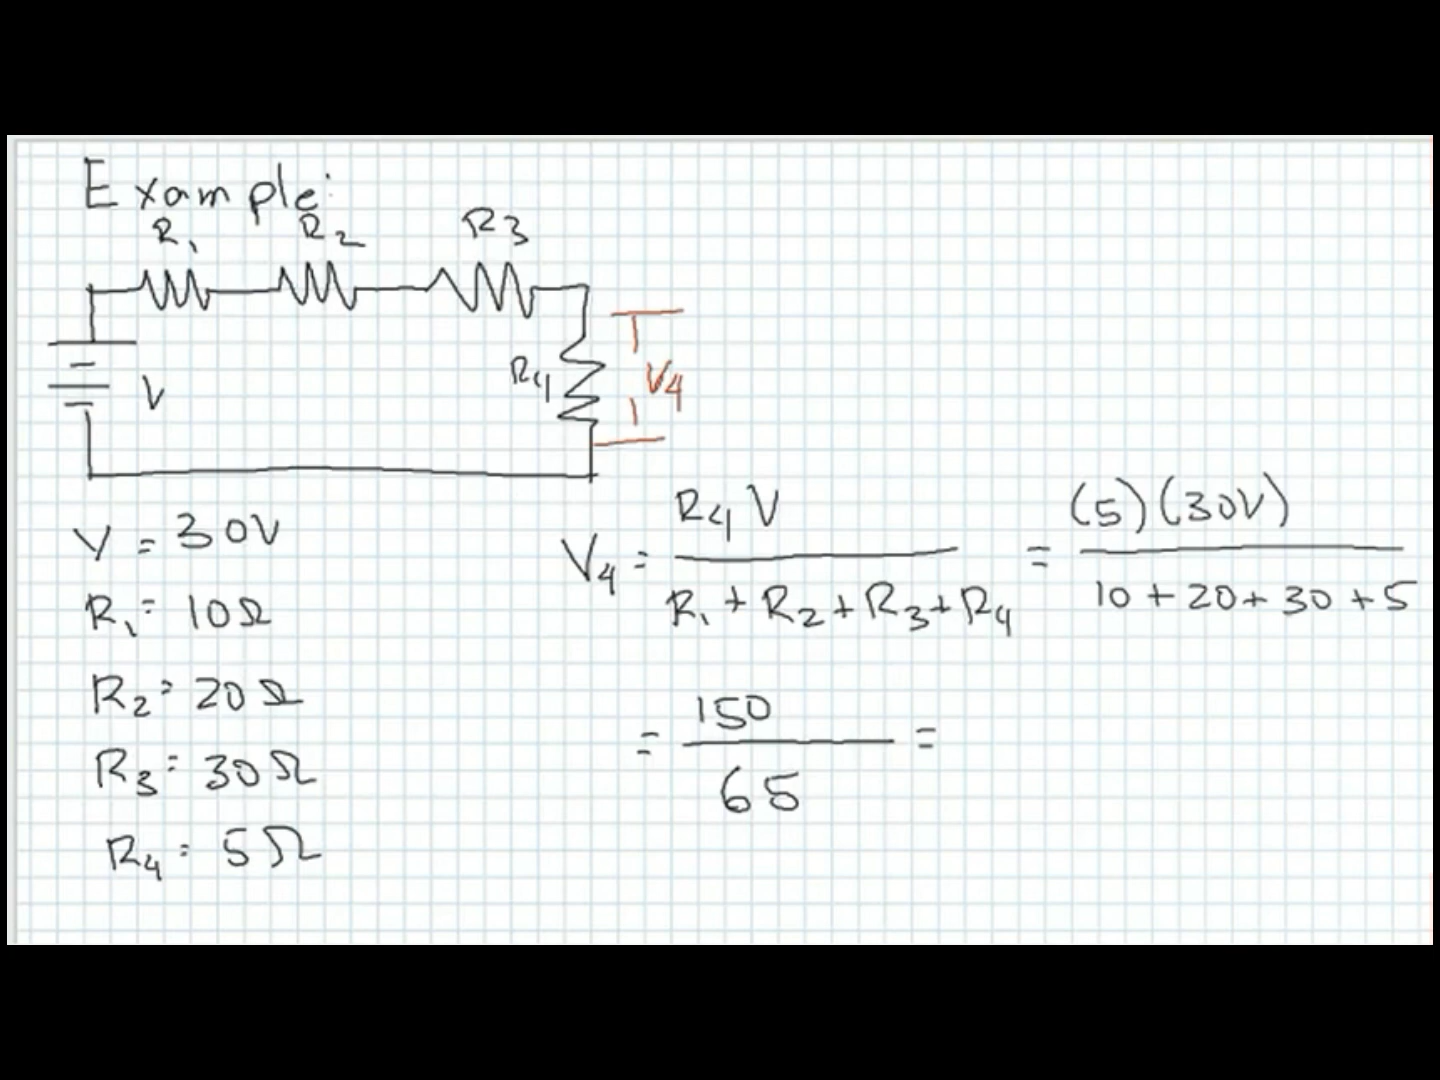 Example:
R1 R2 R3
R4 V4
V
V = 30V
R1 = 10Ω
R2 = 20Ω
R3 = 30Ω
R4 = 5Ω
V4 = R4 V / R1 + R2 + R3 + R4 = (5)(30V) / 10 + 20 + 30 + 5
= 150 / 65 =